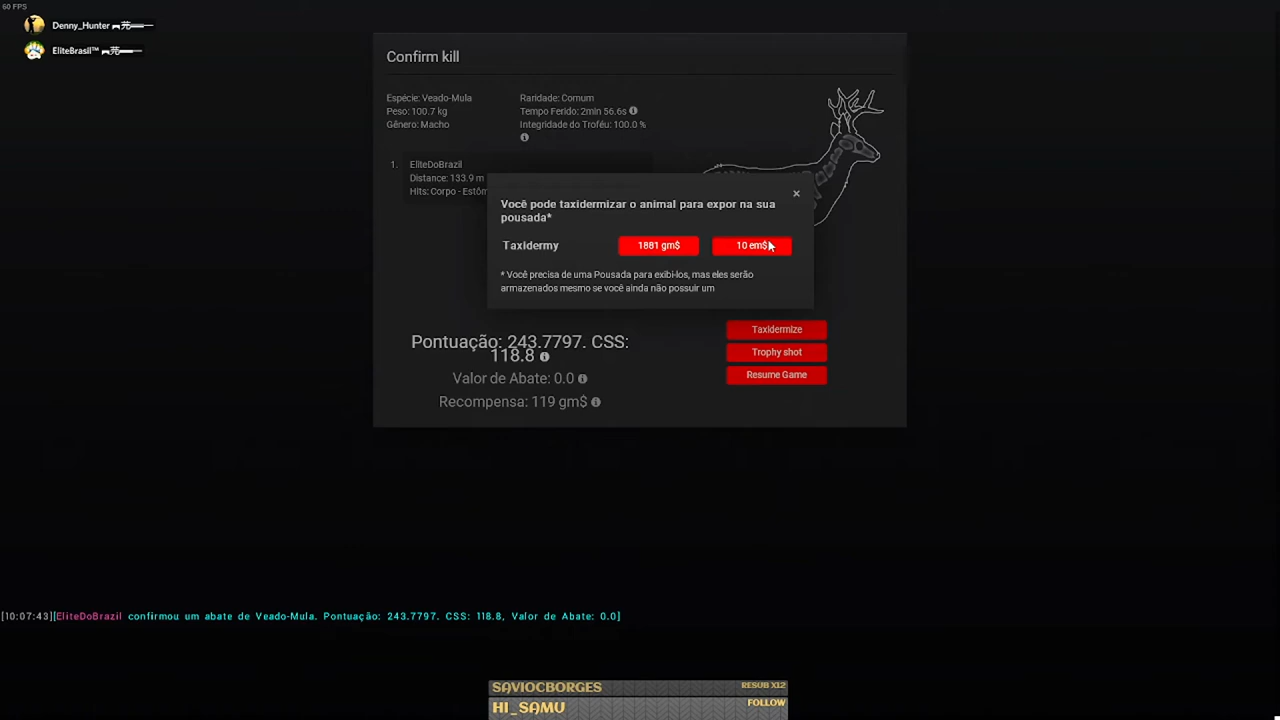 60 FPS
Denny_Hunter
EliteBrasil™
Confirm kill
Espécie: Veado-Mula
Peso: 100.7 kg
Gênero: Macho
Raridade: Comum
Tempo Ferido: 2min 56.6s
Integridade do Troféu: 100.0 %
1. EliteDoBrazil
Distance: 133.9 m
Hits: Corpo - Estôm
Você pode taxidermizar o animal para expor na sua
pousada*
Taxidermy 1881 gm$ 10 em$
* Você precisa de uma Pousada para exibi-los, mas eles serão
armazenados mesmo se você ainda não possuir um
Pontuação: 243.7797. CSS:
118.8
Valor de Abate: 0.0
Recompensa: 119 gm$
Taxidermize
Trophy shot
Resume Game
[10:07:43][EliteDoBrazil confirmou um abate de Veado-Mula. Pontuação: 243.7797. CSS: 118.8, Valor de Abate: 0.0]
SAVIOCBORGES RESUB X12
HI_SAMU FOLLOW